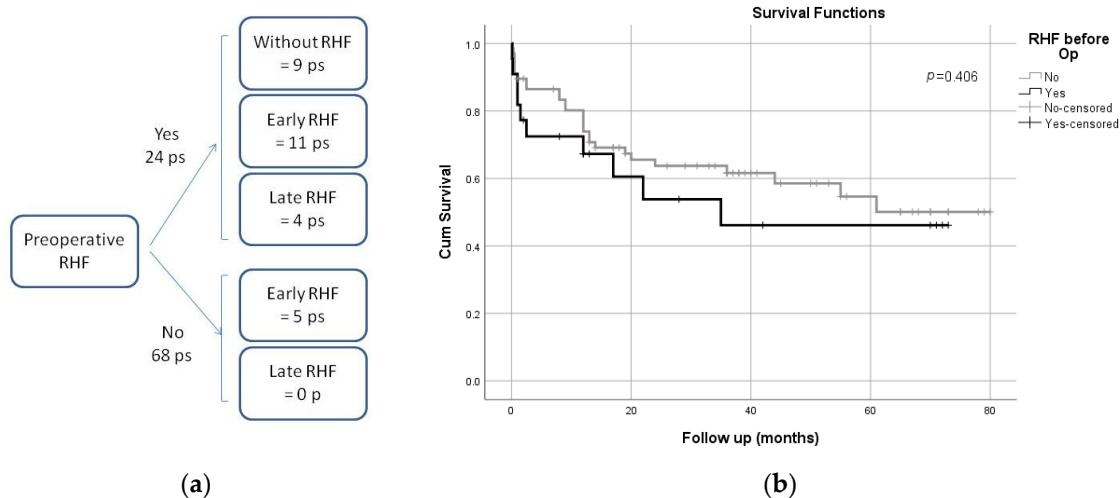 Preoperative
RHF
Yes
24 ps
No
68 ps
Without RHF
= 9 ps
Early RHF
= 11 ps
Late RHF
= 4 ps
Early RHF
= 5 ps
Late RHF
= 0 p
(a)
Survival Functions
p=0.406
RHF before
Op
No
Yes
No-censored
Yes-censored
Cum Survival
1.0
0.8
0.6
0.4
0.2
0.0
0
20
40
60
80
Follow up (months)
(b)